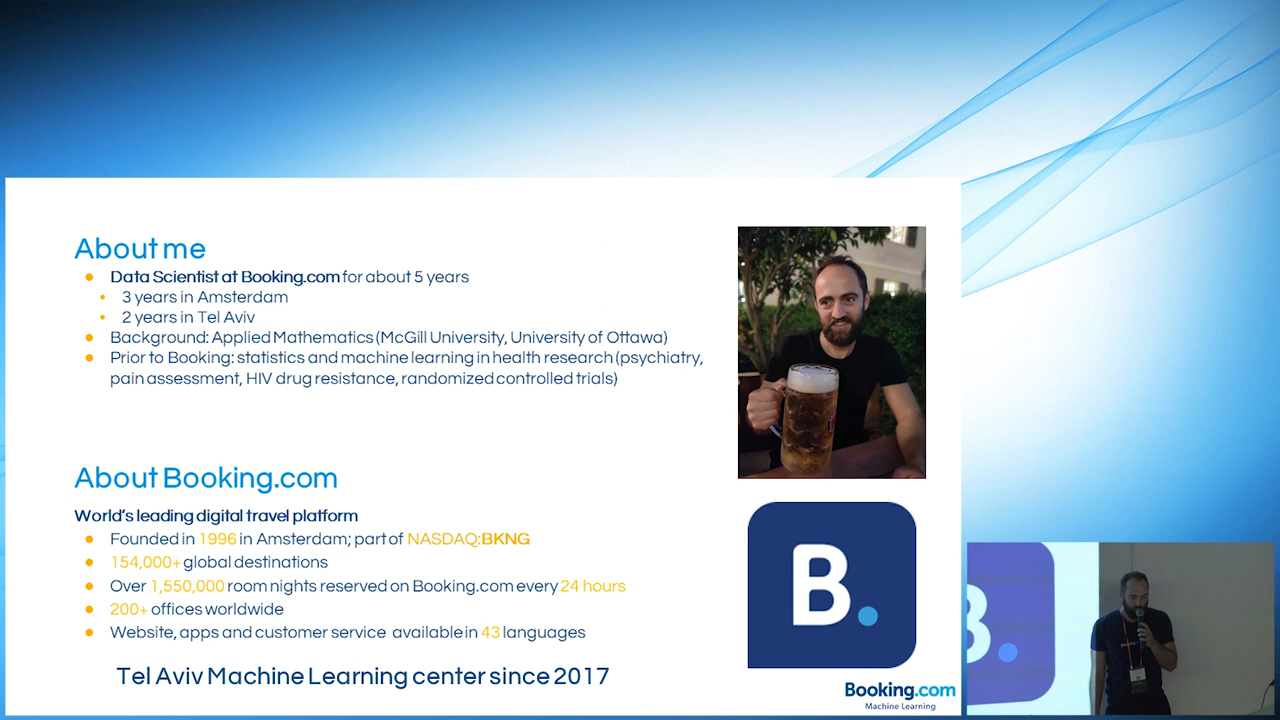 About me
● Data Scientist at Booking.com for about 5 years
• 3 years in Amsterdam
• 2 years in Tel Aviv
● Background: Applied Mathematics (McGill University, University of Ottawa)
● Prior to Booking: statistics and machine learning in health research (psychiatry,
pain assessment, HIV drug resistance, randomized controlled trials)
About Booking.com
World's leading digital travel platform
● Founded in 1996 in Amsterdam; part of NASDAQ:BKNG
● 154,000+ global destinations
● Over 1,550,000 room nights reserved on Booking.com every 24 hours
● 200+ offices worldwide
● Website, apps and customer service available in 43 languages
Tel Aviv Machine Learning center since 2017
B.
Booking.com
Machine Learning
B.